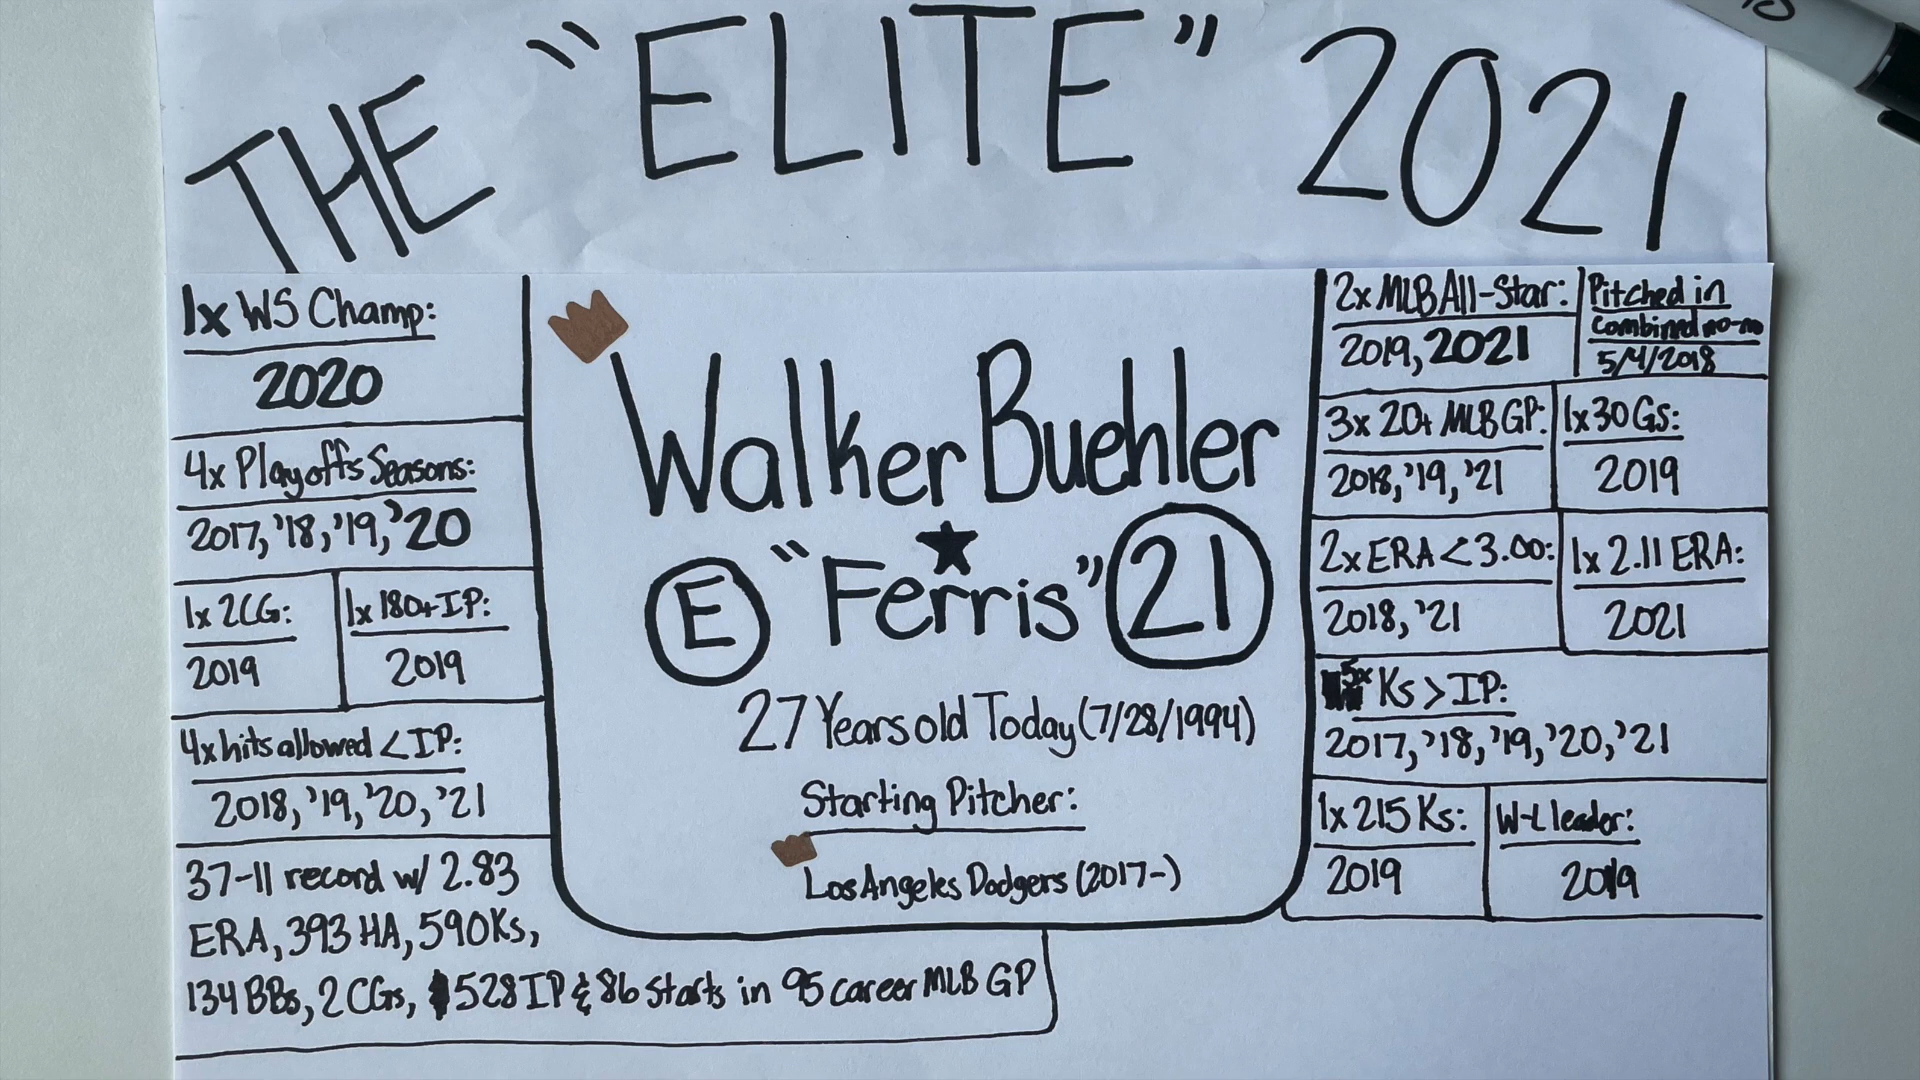 THE "ELITE" 2021
1x WS Champ:
2020
4x Playoffs Seasons:
2017, '18, '19, '20
1x 2CG:
2019
1x 180+ IP:
2019
4x hits allowed < IP:
2018, '19, '20, '21
37-11 record w/ 2.83
ERA, 393 HA, 590 Ks,
134 BBs, 2 CGs, 528 IP & 86 starts in 95 career MLB GP
Walker Buehler
E "Ferris" 21
27 Years old Today (7/28/1994)
Starting Pitcher:
Los Angeles Dodgers (2017-)
2x MLB All-Star:
2019, 2021
Pitched in
combined no-no
5/4/2018
3x 20+ MLB GP:
2018, '19, '21
1x 30 GS:
2019
2x ERA < 3.00:
2018, '21
1x 2.11 ERA:
2021
5x Ks > IP:
2017, '18, '19, '20, '21
1x 215 Ks:
2019
W-L leader:
2019